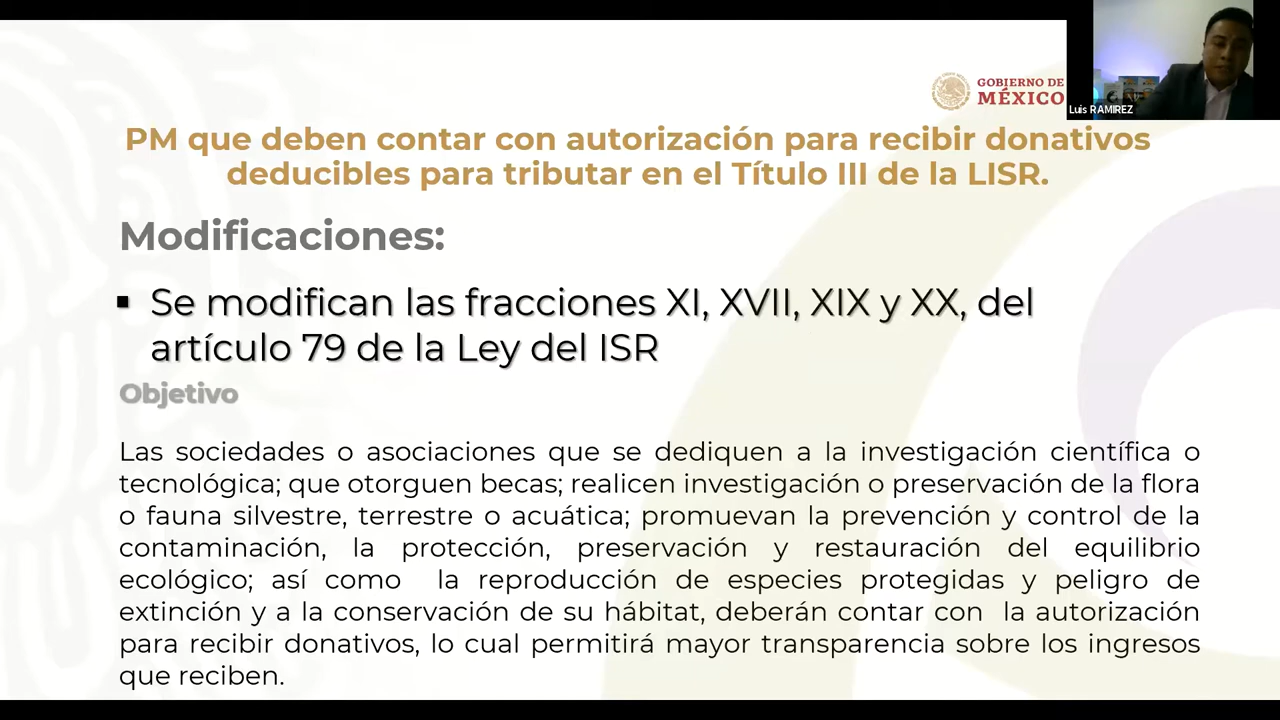 GOBIERNO DE
MÉXICO
Luis RAMIREZ
PM que deben contar con autorización para recibir donativos
deducibles para tributar en el Título III de la LISR.
Modificaciones:
▪ Se modifican las fracciones XI, XVII, XIX y XX, del
artículo 79 de la Ley del ISR
Objetivo
Las sociedades o asociaciones que se dediquen a la investigación científica o
tecnológica; que otorguen becas; realicen investigación o preservación de la flora
o fauna silvestre, terrestre o acuática; promuevan la prevención y control de la
contaminación, la protección, preservación y restauración del equilibrio
ecológico; así como la reproducción de especies protegidas y peligro de
extinción y a la conservación de su hábitat, deberán contar con la autorización
para recibir donativos, lo cual permitirá mayor transparencia sobre los ingresos
que reciben.